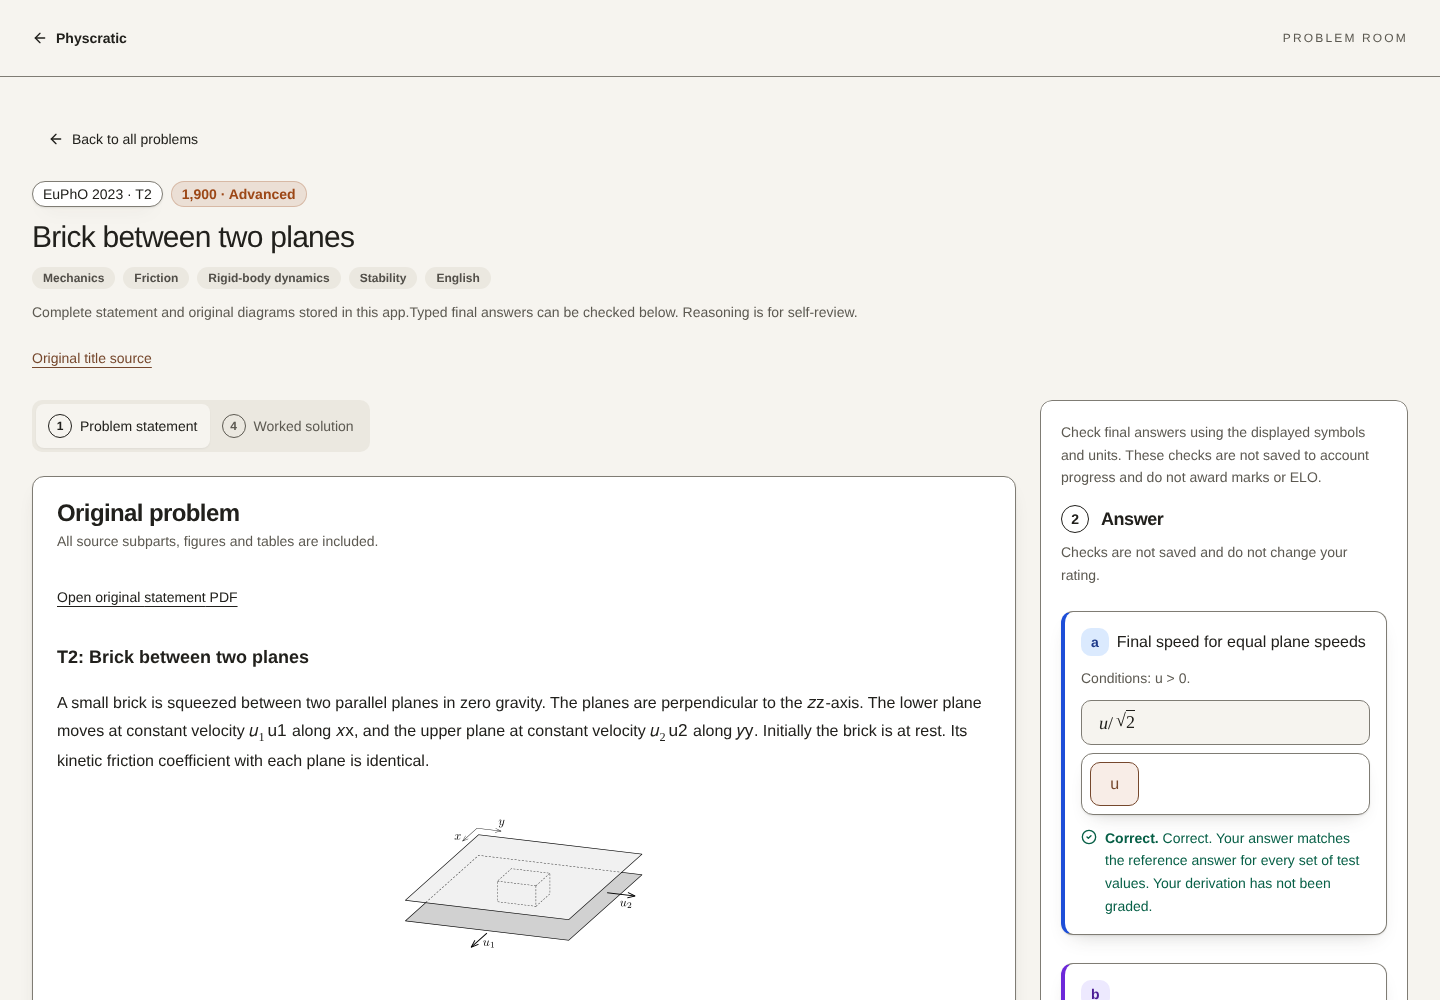 Physcratic
PROBLEM ROOM
Back to all problems
EuPhO 2023 · T2
1,900 · Advanced
Brick between two planes
Mechanics
Friction
Rigid-body dynamics
Stability
English
Complete statement and original diagrams stored in this app.Typed final answers can be checked below. Reasoning is for self-review.
Original title source
1 Problem statement
4 Worked solution
Original problem
All source subparts, figures and tables are included.
Open original statement PDF
T2: Brick between two planes
A small brick is squeezed between two parallel planes in zero gravity. The planes are perpendicular to the zz-axis. The lower plane
moves at constant velocity u₁u1 along xx, and the upper plane at constant velocity u₂u2 along yy. Initially the brick is at rest. Its
kinetic friction coefficient with each plane is identical.
y
x
u₂
u₁
Check final answers using the displayed symbols
and units. These checks are not saved to account
progress and do not award marks or ELO.
2 Answer
Checks are not saved and do not change your
rating.
a Final speed for equal plane speeds
Conditions: u > 0.
u/√2
u
Correct. Correct. Your answer matches
the reference answer for every set of test
values. Your derivation has not been
graded.
b